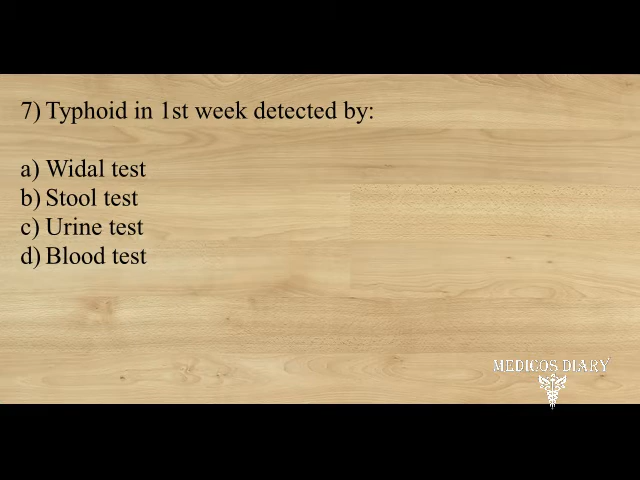 7) Typhoid in 1st week detected by:
a) Widal test
b) Stool test
c) Urine test
d) Blood test
MEDICOS DIARY